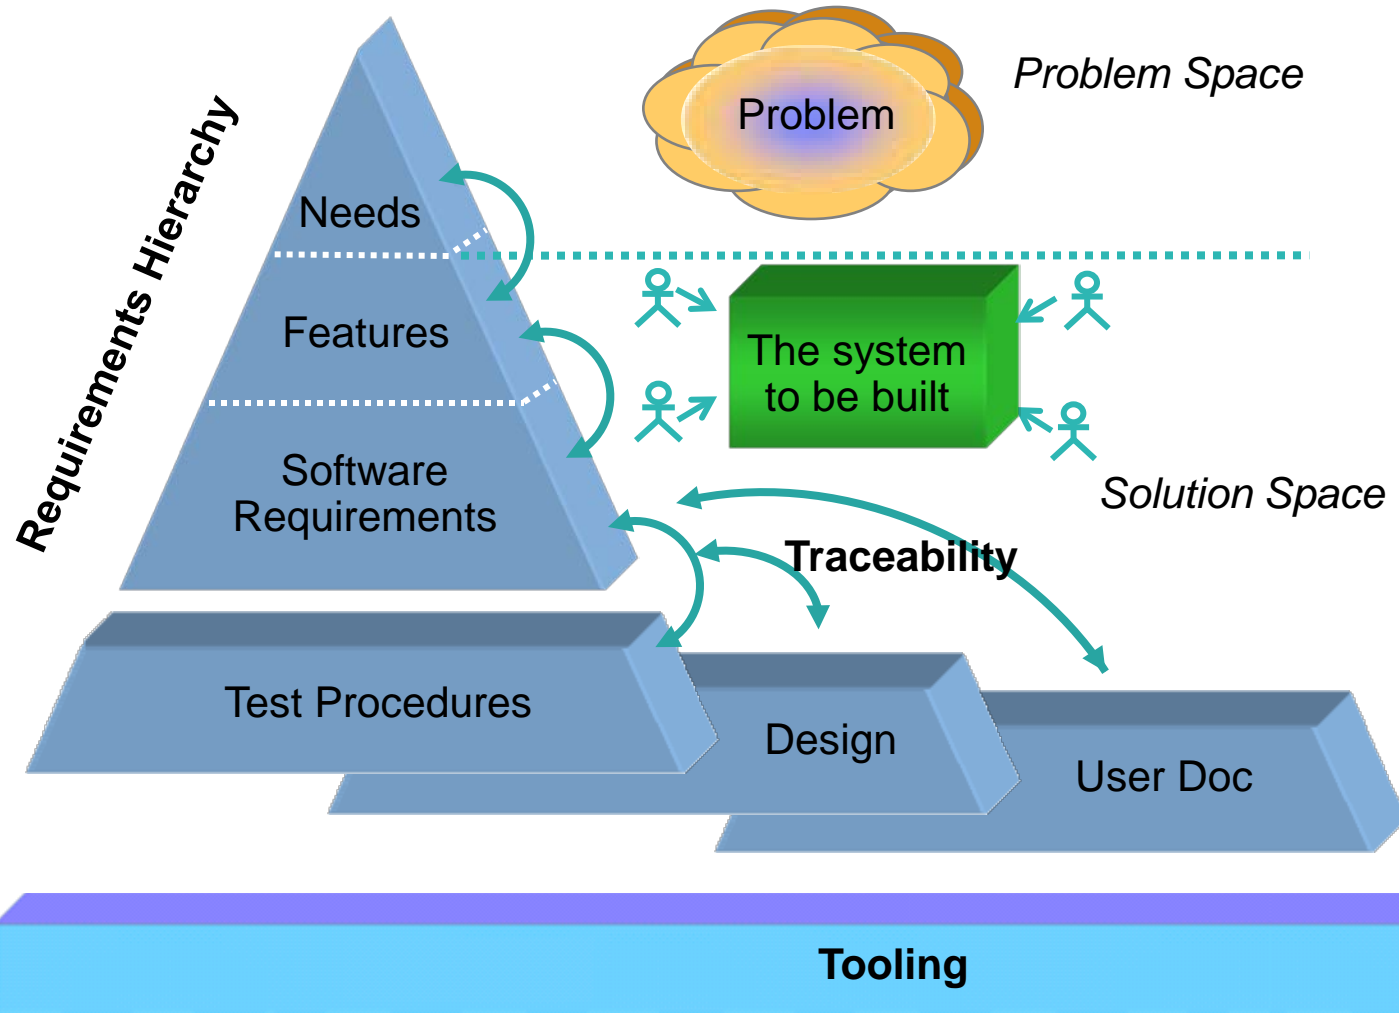 Problem Space
Problem
Requirements Hierarchy
Needs
Features
The system
to be built
Software
Requirements
Solution Space
Traceability
Test Procedures
Design
User Doc
Tooling